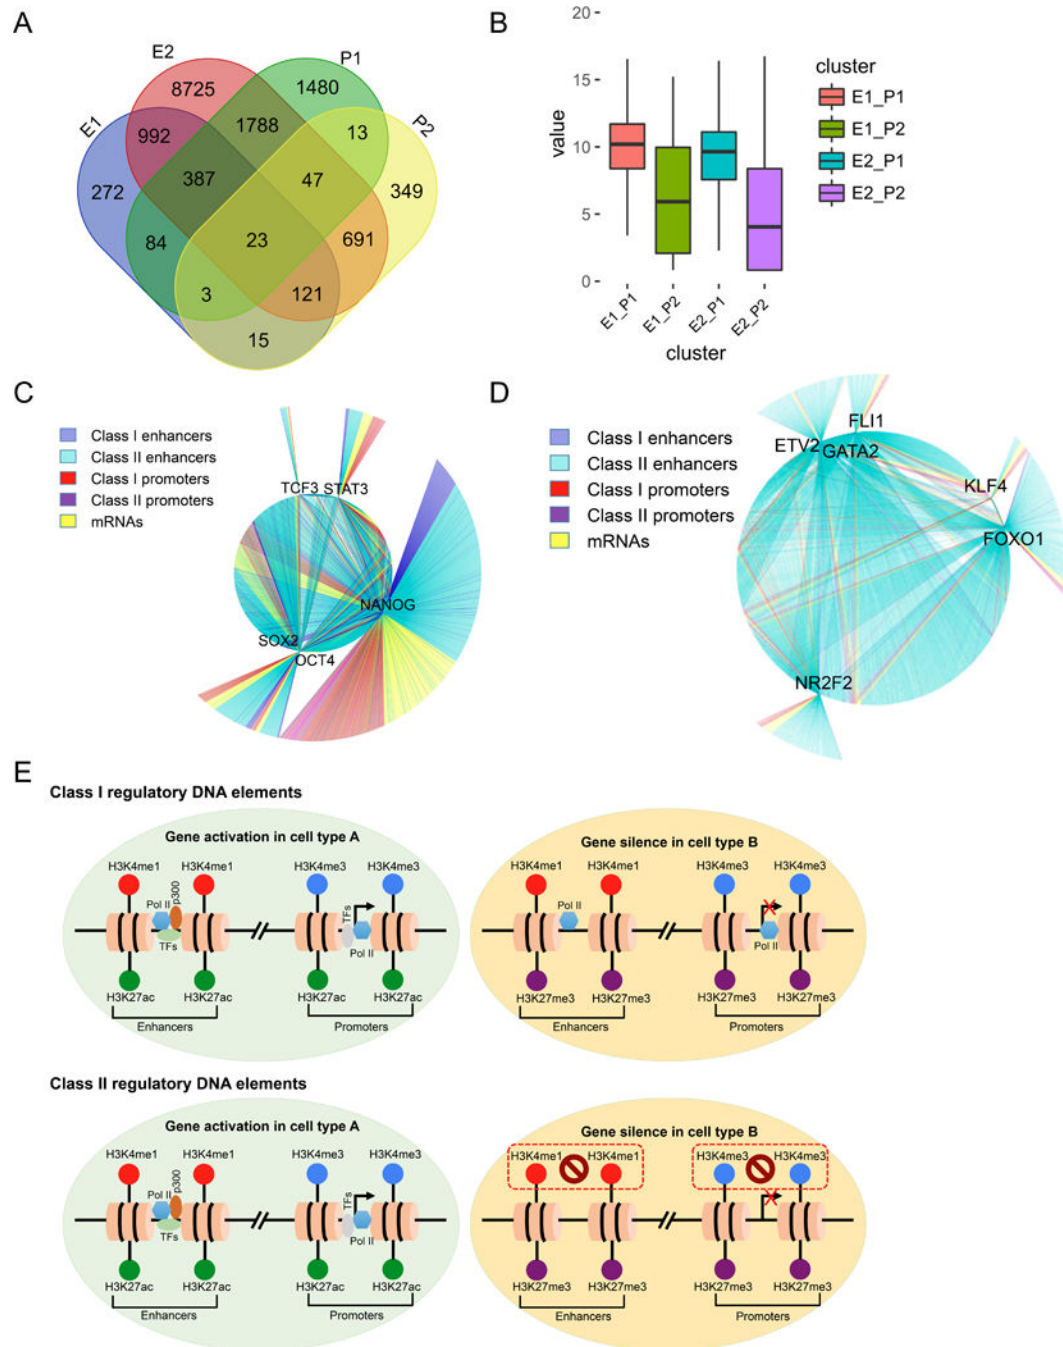 A
E2
P1
E1
P2
8725
1480
992
1788
13
272
387
47
349
84
23
691
3
121
15
B
20
15
10
5
0
value
E1_P1
E1_P2
E2_P1
E2_P2
cluster
cluster
E1_P1
E1_P2
E2_P1
E2_P2
C
Class I enhancers
Class II enhancers
Class I promoters
Class II promoters
mRNAs
TCF3
STAT3
NANOG
SOX2
OCT4
D
Class I enhancers
Class II enhancers
Class I promoters
Class II promoters
mRNAs
FLI1
ETV2
GATA2
KLF4
FOXO1
NR2F2
E
Class I regulatory DNA elements
Gene activation in cell type A
H3K4me1
H3K4me1
H3K4me3
H3K4me3
Pol II
p300
TFs
TFs
Pol II
H3K27ac
H3K27ac
H3K27ac
H3K27ac
Enhancers
Promoters
Gene silence in cell type B
H3K4me1
H3K4me1
H3K4me3
H3K4me3
Pol II
Pol II
H3K27me3
H3K27me3
H3K27me3
H3K27me3
Enhancers
Promoters
Class II regulatory DNA elements
Gene activation in cell type A
H3K4me1
H3K4me1
H3K4me3
H3K4me3
Pol II
p300
TFs
TFs
Pol II
H3K27ac
H3K27ac
H3K27ac
H3K27ac
Enhancers
Promoters
Gene silence in cell type B
H3K4me1
H3K4me1
H3K4me3
H3K4me3
H3K27me3
H3K27me3
H3K27me3
H3K27me3
Enhancers
Promoters